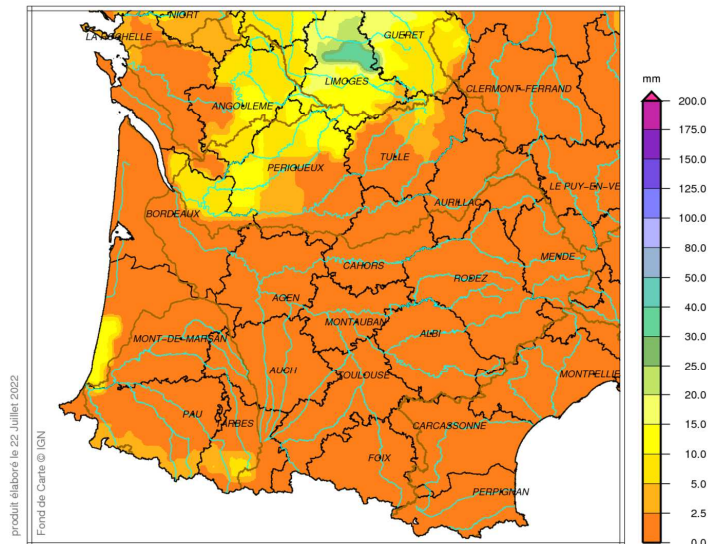 NIORT
LA ROCHELLE
GUERET
LIMOGES
CLERMONT-FERRAND
ANGOULEME
PERIGUEUX
TULLE
LE PUY-EN-VE
AURILLAC
BORDEAUX
CAHORS
MENDE
RODEZ
AGEN
MONTAUBAN
MONT-DE-MARSAN
ALBI
AUCH
TOULOUSE
MONTPELLIE
PAU
TARBES
CARCASSONNE
FOIX
PERPIGNAN
mm
200.0
175.0
150.0
125.0
100.0
80.0
50.0
40.0
30.0
25.0
20.0
15.0
10.0
5.0
2.5
0.0
produit élaboré le 22 Juillet 2022
Fond de Carte © IGN